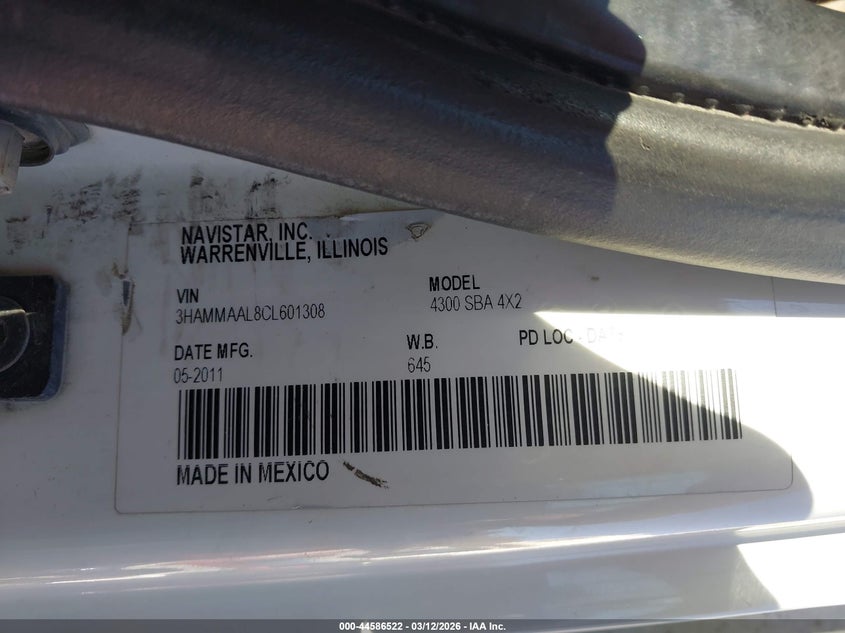 NAVISTAR, INC.
WARRENVILLE, ILLINOIS
VIN
3HAMMAAL8CL601308
MODEL
4300 SBA 4X2
DATE MFG.
05-2011
W.B.
645
PD LOC - DATE
MADE IN MEXICO
000-44586522 | 03/12/2026 | IAA Inc.